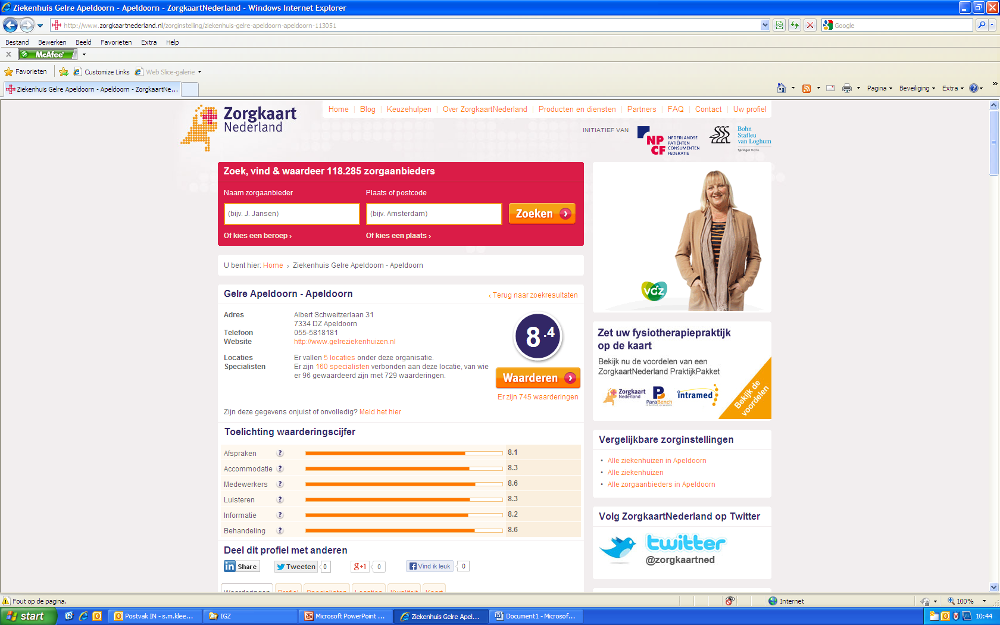 Ziekenhuis Gelre Apeldoorn - Apeldoorn - ZorgkaartNederland - Windows Internet Explorer
http://www.zorgkaartnederland.nl/zorginstelling/ziekenhuis-gelre-apeldoorn-apeldoorn-113051
Google
Bestand Bewerken Beeld Favorieten Extra Help
X McAfee
Favorieten Customize Links Web Slice-galerie
Ziekenhuis Gelre Apeldoorn - Apeldoorn - ZorgkaartNe...
Pagina Beveiliging Extra
Zorgkaart
Nederland
Home Blog Keuzehulpen Over ZorgkaartNederland Producten en diensten Partners FAQ Contact Uw profiel
INITIATIEF VAN
NPCF
NEDERLANDSE
PATIËNTEN
CONSUMENTEN
FEDERATIE
Bohn
Stafleu
van Loghum
Springer Media
Zoek, vind & waardeer 118.285 zorgaanbieders
Naam zorgaanbieder Plaats of postcode
(bijv. J. Jansen) (bijv. Amsterdam) Zoeken
Of kies een beroep › Of kies een plaats ›
U bent hier: Home › Ziekenhuis Gelre Apeldoorn - Apeldoorn
Gelre Apeldoorn - Apeldoorn
‹ Terug naar zoekresultaten
Adres Albert Schweitzerlaan 31
7334 DZ Apeldoorn
Telefoon 055-5818181
Website http://www.gelreziekenhuizen.nl
Locaties Er vallen 5 locaties onder deze organisatie.
Specialisten Er zijn 160 specialisten verbonden aan deze locatie, van wie
er 96 gewaardeerd zijn met 729 waarderingen.
8.4
Waarderen
Er zijn 745 waarderingen
Zijn deze gegevens onjuist of onvolledig? Meld het hier
Toelichting waarderingscijfer
Afspraken ? 8.1
Accommodatie ? 8.3
Medewerkers ? 8.6
Luisteren ? 8.3
Informatie ? 8.2
Behandeling ? 8.6
Deel dit profiel met anderen
in Share Tweeten 0 g+1 0 Vind ik leuk 0
Waarderingen Profiel Specialisten Locaties Kwaliteit Kaart
VGZ
Zet uw fysiotherapiepraktijk
op de kaart
Bekijk nu de voordelen van een
ZorgkaartNederland PraktijkPakket
Zorgkaart
Nederland
ParaBench
intramed
Bekijk de
voordelen
Vergelijkbare zorginstellingen
• Alle ziekenhuizen in Apeldoorn
• Alle ziekenhuizen
• Alle zorgaanbieders in Apeldoorn
Volg ZorgkaartNederland op Twitter
twitter
@zorgkaartned
Fout op de pagina. Internet 100%
start Postvak IN - s.m.klee... IGZ Microsoft PowerPoint ... Ziekenhuis Gelre Apel... Document1 - Microsof... 10:44